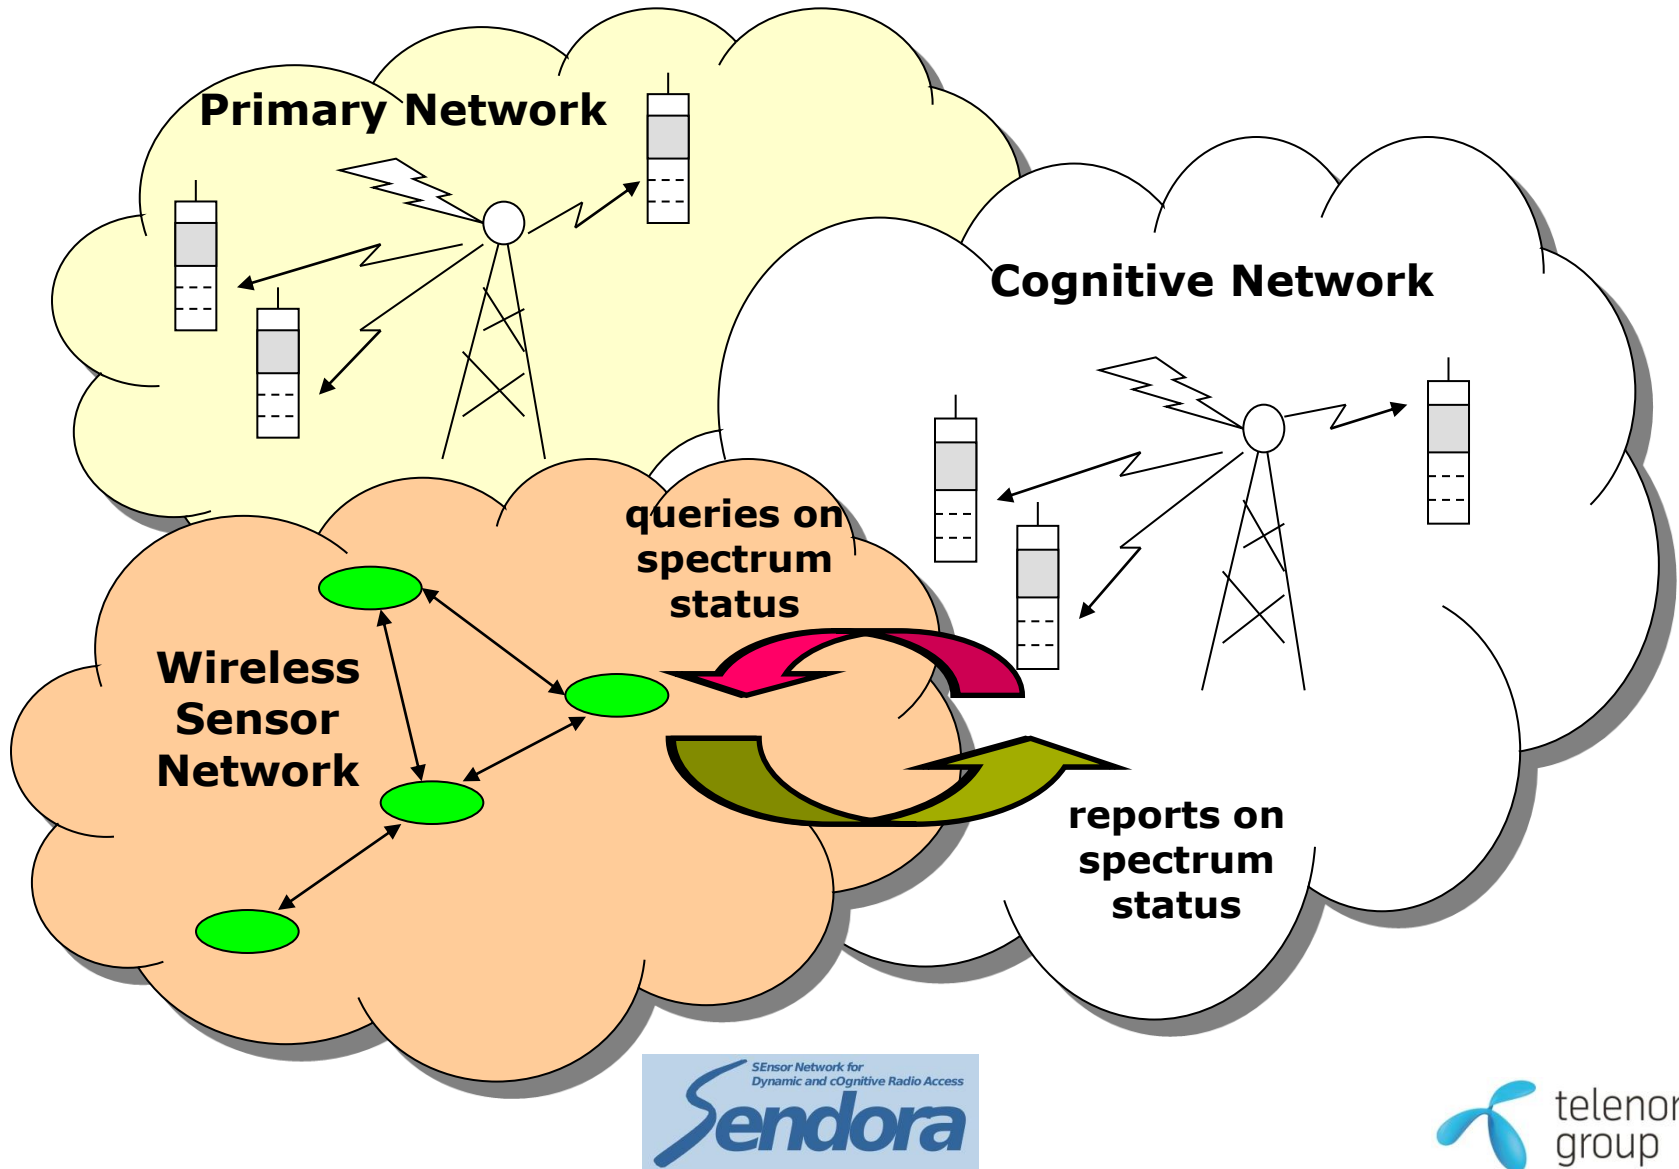 Primary Network
Cognitive Network
queries on
spectrum
status
Wireless
Sensor
Network
reports on
spectrum
status
SEnsor Network for
Dynamic and cOgnitive Radio Access
Sendora
telenor
group